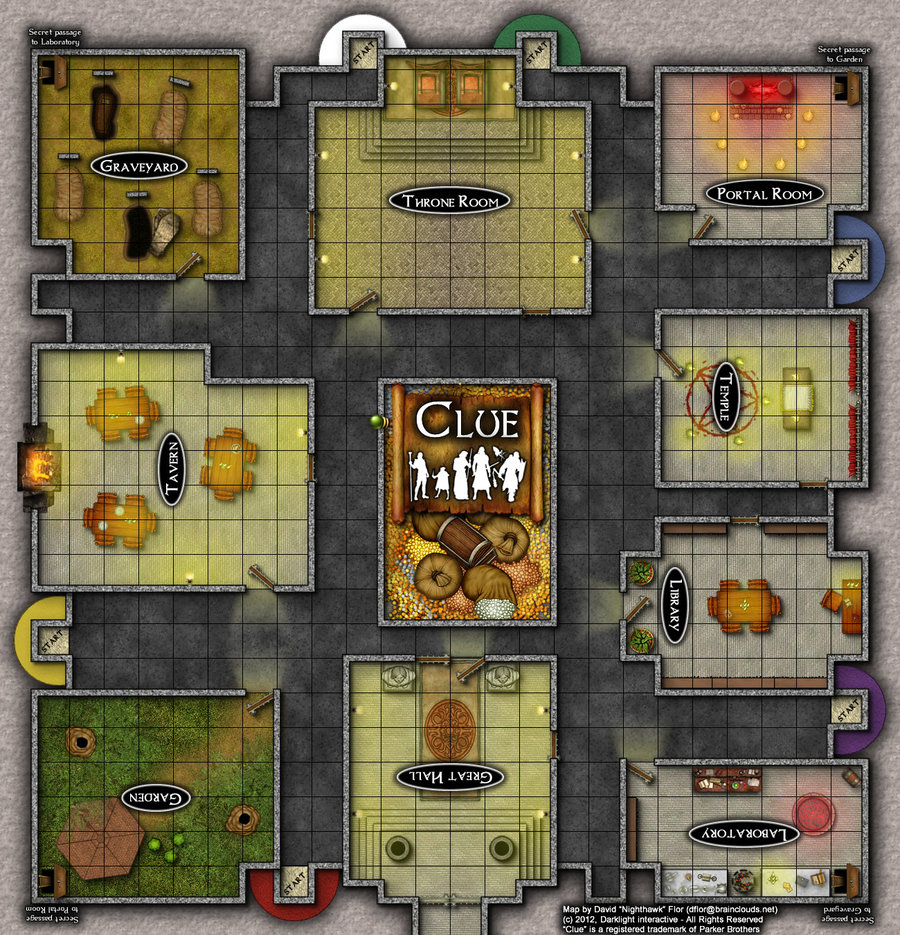 Secret passage
to Laboratory
START
START
Secret passage
to Garden
GRAVEYARD
THRONE ROOM
PORTAL ROOM
START
TEMPLE
CLUE
TAVERN
LIBRARY
START
START
GREAT HALL
GARDEN
LABORATORY
START
Secret passage
to Portal Room
Secret passage
to Graveyard
Map by David "Nighthawk" Flor (dflor@brainclouds.net)
(c) 2012, Darklight interactive - All Rights Reserved
"Clue" is a registered trademark of Parker Brothers